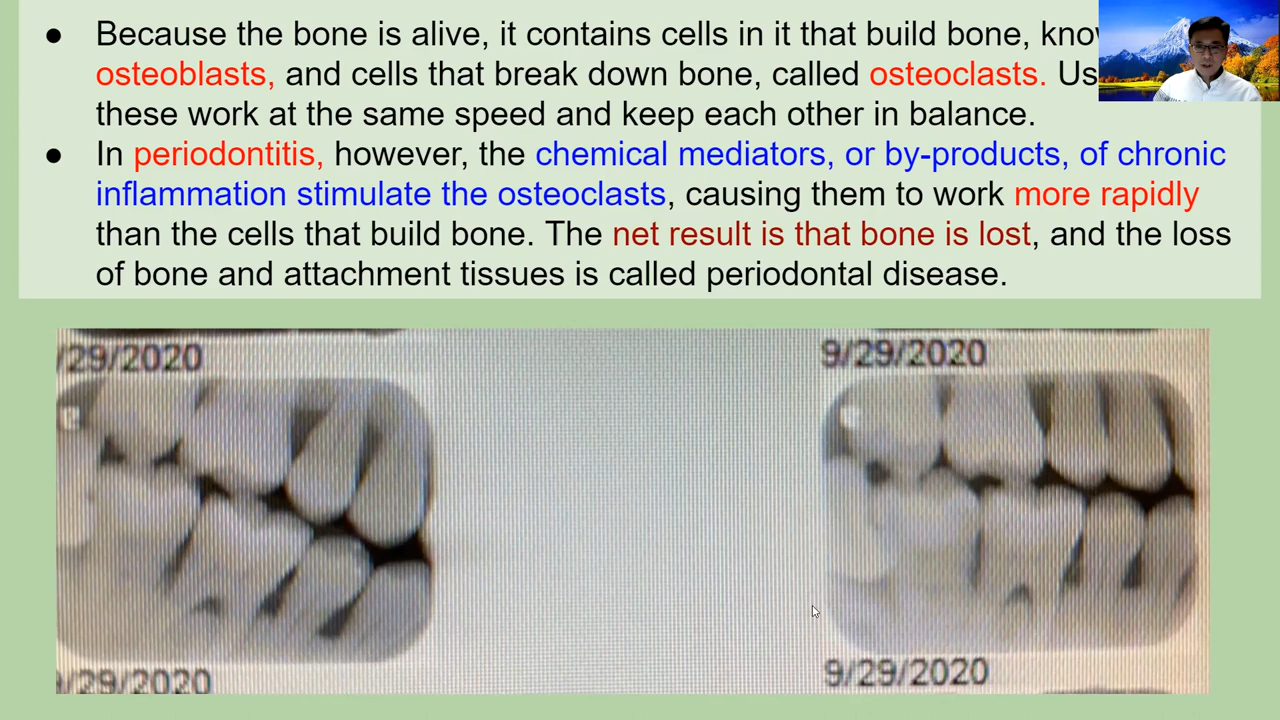 ● Because the bone is alive, it contains cells in it that build bone,
osteoblasts, and cells that break down bone, called osteoclasts.
these work at the same speed and keep each other in balance.
● In periodontitis, however, the chemical mediators, or by-products, of chronic
inflammation stimulate the osteoclasts, causing them to work more rapidly
than the cells that build bone. The net result is that bone is lost, and the loss
of bone and attachment tissues is called periodontal disease.
/29/2020
9/29/2020
/29/2020
9/29/2020